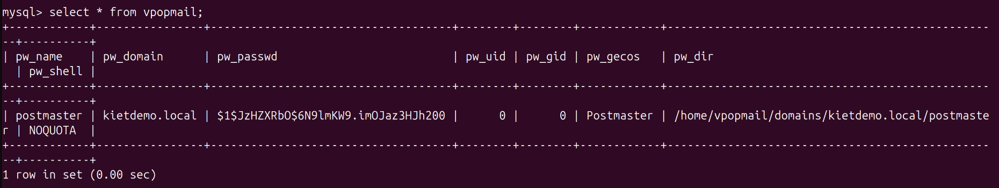 mysql> select * from vpopmail;
+------------+----------------+------------------------------------+--------+--------+------------+------------------------------------------------
--+----------+
| pw_name    | pw_domain      | pw_passwd                          | pw_uid | pw_gid | pw_gecos   | pw_dir
  | pw_shell |
+------------+----------------+------------------------------------+--------+--------+------------+------------------------------------------------
--+----------+
| postmaster | kietdemo.local | $1$JzHZXRbO$6N9lmKW9.imOJaz3HJh200 |      0 |      0 | Postmaster | /home/vpopmail/domains/kietdemo.local/postmaste
r | NOQUOTA  |
+------------+----------------+------------------------------------+--------+--------+------------+------------------------------------------------
--+----------+
1 row in set (0.00 sec)